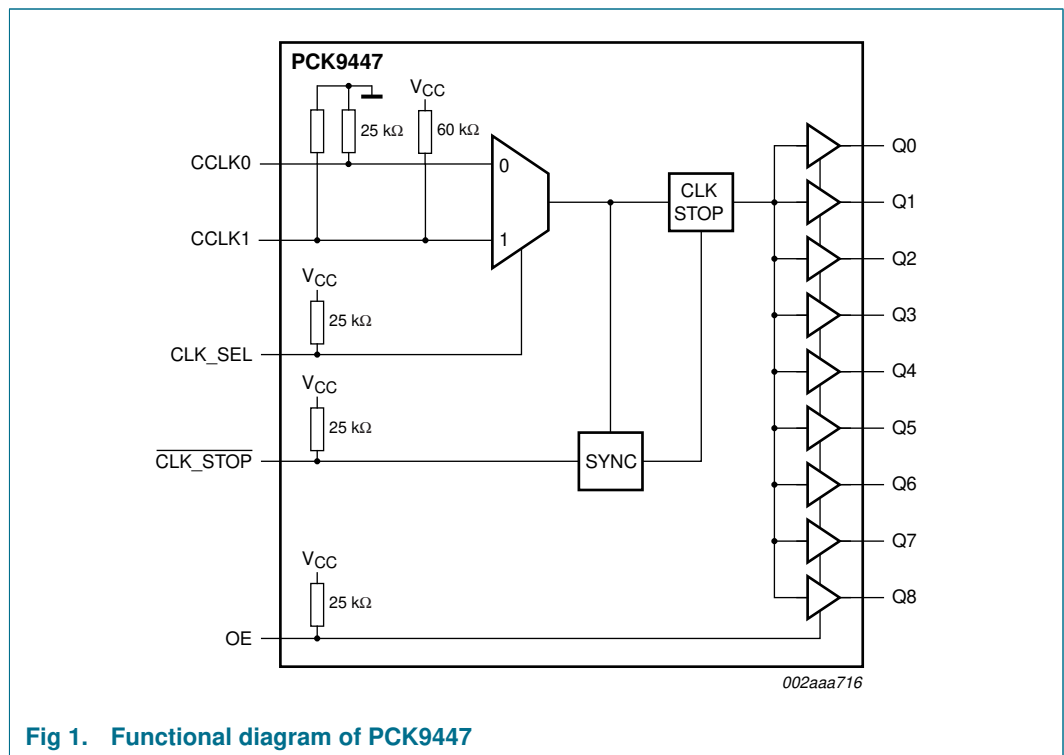 PCK9447
VCC
25 kΩ
60 kΩ
CCLK0
0
CLK
STOP
CCLK1
1
VCC
25 kΩ
CLK_SEL
VCC
25 kΩ
CLK_STOP
SYNC
VCC
25 kΩ
OE
Q0
Q1
Q2
Q3
Q4
Q5
Q6
Q7
Q8
002aaa716
Fig 1. Functional diagram of PCK9447